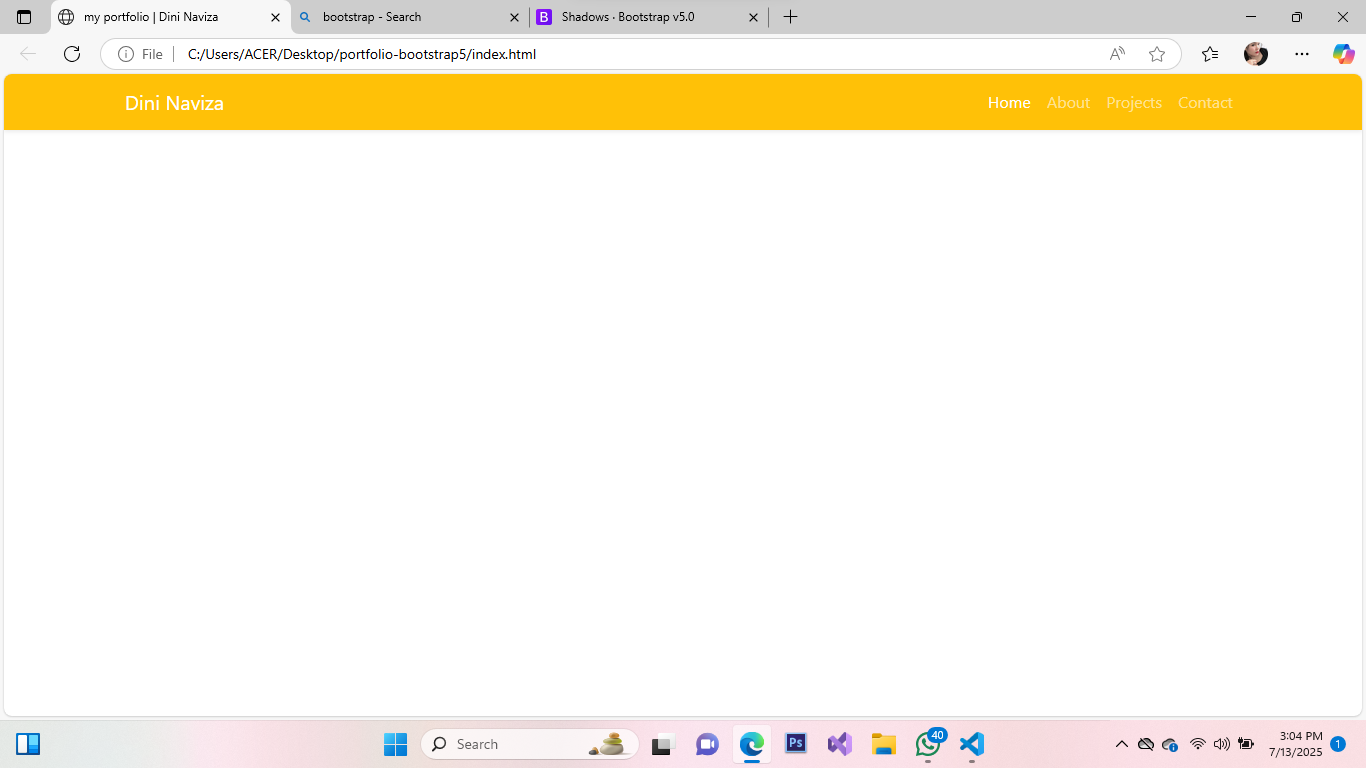 my portfolio | Dini Naviza
bootstrap - Search
B
Shadows · Bootstrap v5.0
File
C:/Users/ACER/Desktop/portfolio-bootstrap5/index.html
Dini Naviza
Home
About
Projects
Contact
Search
Ps
40
3:04 PM
7/13/2025
1